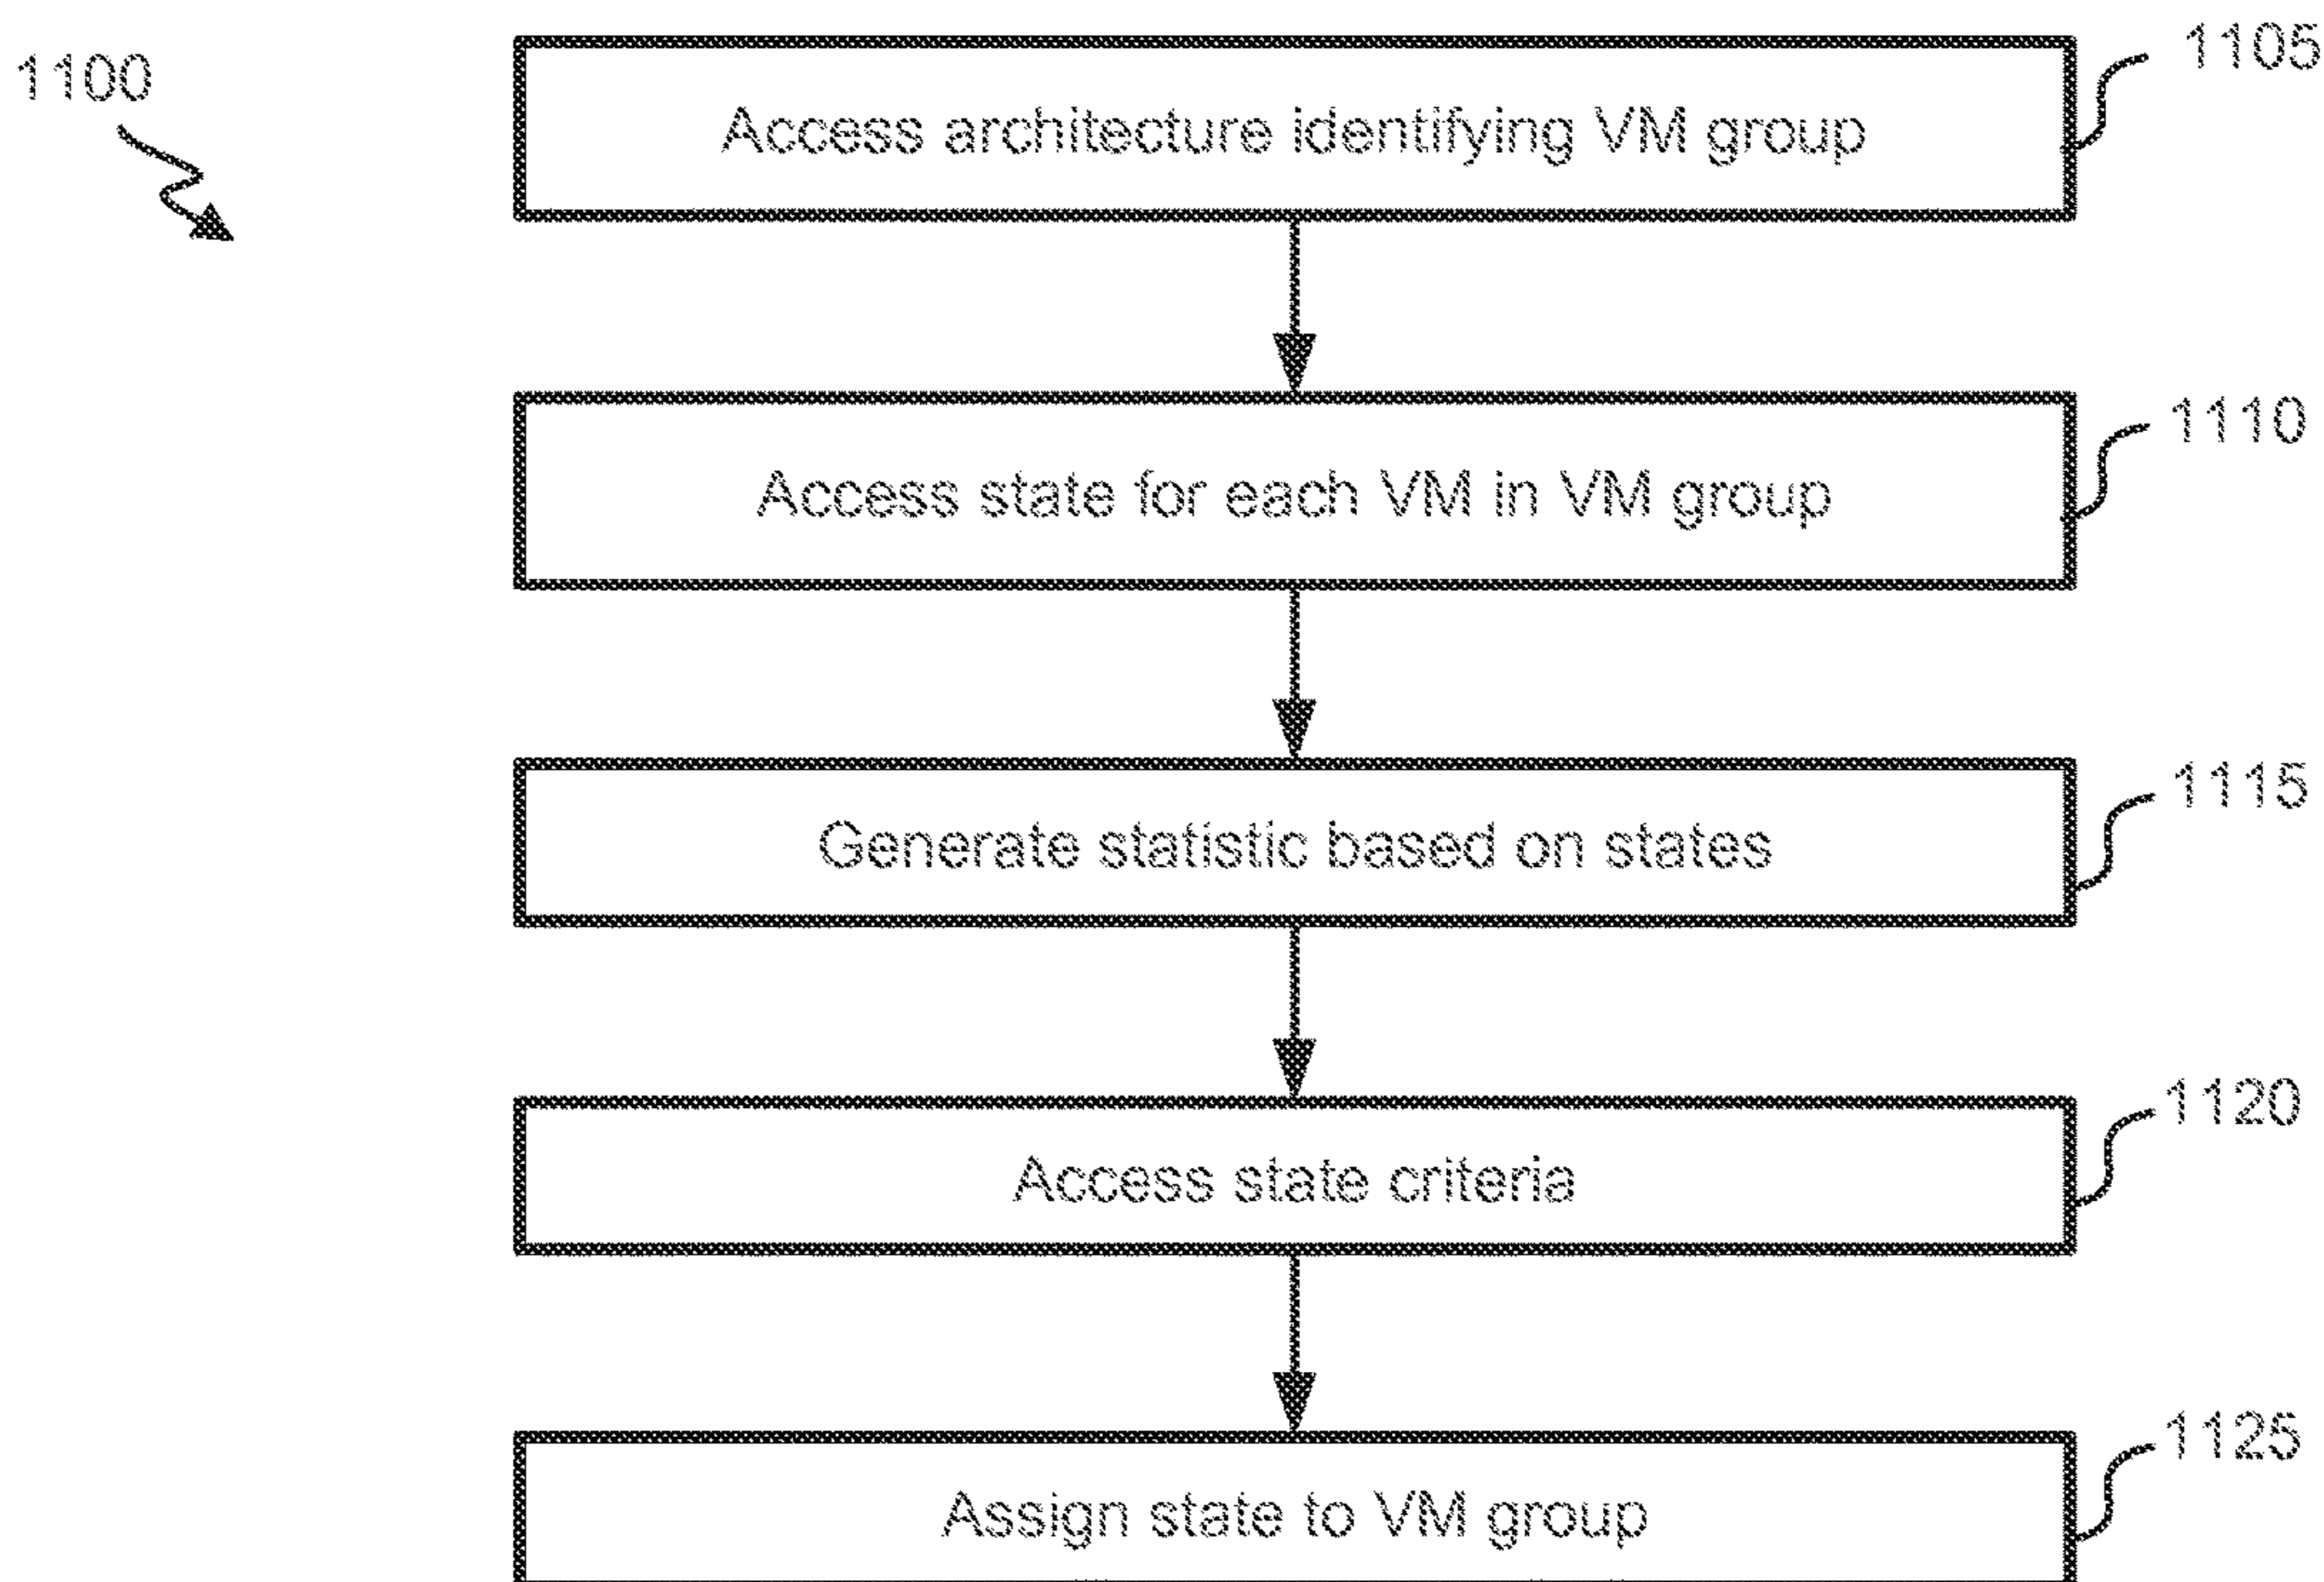 1100
Access architecture identifying VM group
1105
Access state for each VM in VM group
1110
Generate statistic based on states
1115
Access state criteria
1120
Assign state to VM group
1125